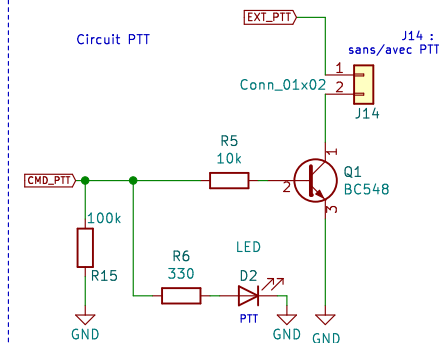 EXT_PTT
Circuit PTT
J14 :
sans/avec PTT
1
Conn_01x02
2
J14
R5
10k
1
Q1
CMD_PTT
2
BC548
3
100k
R15
R6
330
LED
D2
PTT
GND
GND
GND